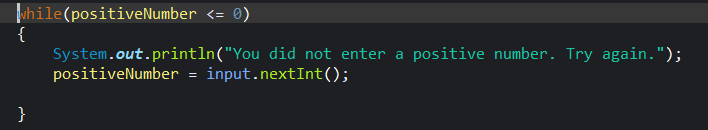 while(positiveNumber <= 0)
{
    System.out.println("You did not enter a positive number. Try again.");
    positiveNumber = input.nextInt();
}